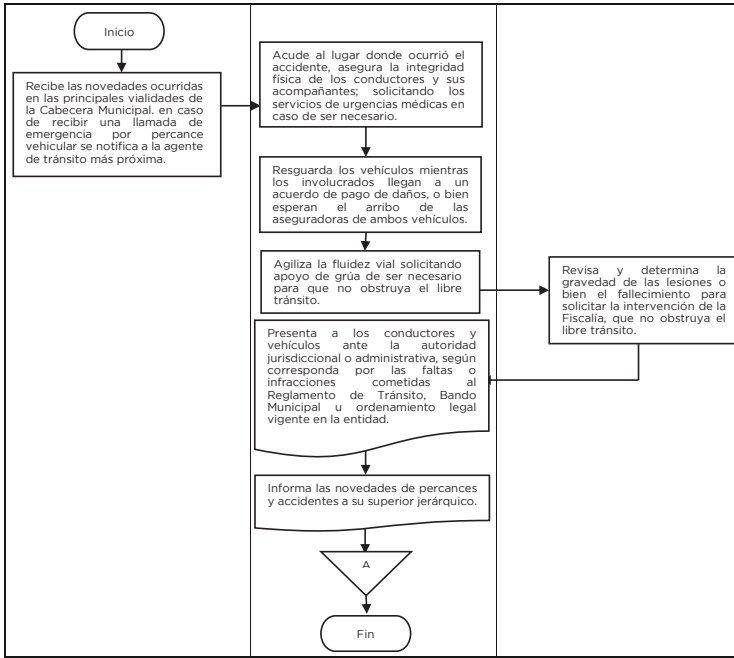 Inicio
Recibe las novedades ocurridas
en las principales vialidades de
la Cabecera Municipal. en caso
de recibir una llamada de
emergencia por percance
vehicular se notifica a la agente
de tránsito más próxima.
Acude al lugar donde ocurrió el
accidente, asegura la integridad
física de los conductores y sus
acompañantes; solicitando los
servicios de urgencias médicas en
caso de ser necesario.
Resguarda los vehículos mientras
los involucrados llegan a un
acuerdo de pago de daños, o bien
esperan el arribo de las
aseguradoras de ambos vehículos.
Agiliza la fluidez vial solicitando
apoyo de grúa de ser necesario
para que no obstruya el libre
tránsito.
Revisa y determina la
gravedad de las lesiones o
bien el fallecimiento para
solicitar la intervención de la
Fiscalía, que no obstruya el
libre tránsito.
Presenta a los conductores y
vehículos ante la autoridad
jurisdiccional o administrativa, según
corresponda por las faltas o
infracciones cometidas al
Reglamento de Tránsito, Bando
Municipal u ordenamiento legal
vigente en la entidad.
Informa las novedades de percances
y accidentes a su superior jerárquico.
A
Fin